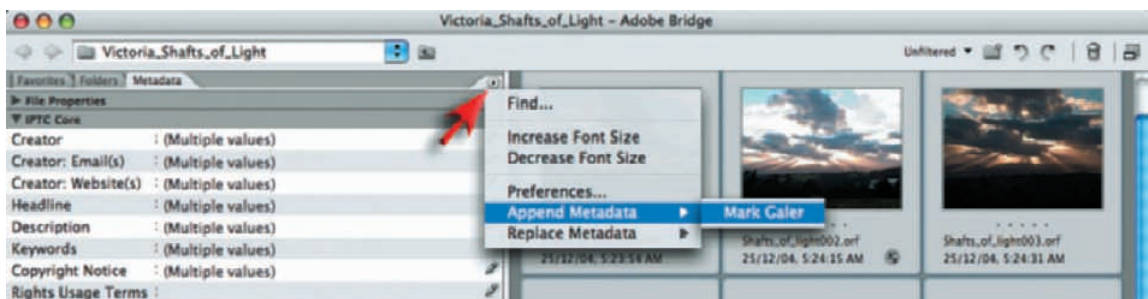 Victoria_Shafts_of_Light – Adobe Bridge
Victoria_Shafts_of_Light
Unfiltered
Favorites Folders Metadata
File Properties
IPTC Core
Creator : (Multiple values)
Creator: Email(s) : (Multiple values)
Creator: Website(s) : (Multiple values)
Headline : (Multiple values)
Description : (Multiple values)
Keywords : (Multiple values)
Copyright Notice : (Multiple values)
Rights Usage Terms :
Find...
Increase Font Size
Decrease Font Size
Preferences...
Append Metadata
Mark Galer
Replace Metadata
25/12/04, 5:23:54 AM
Shafts_of_light002.orf
25/12/04, 5:24:15 AM
Shafts_of_light003.orf
25/12/04, 5:24:31 AM